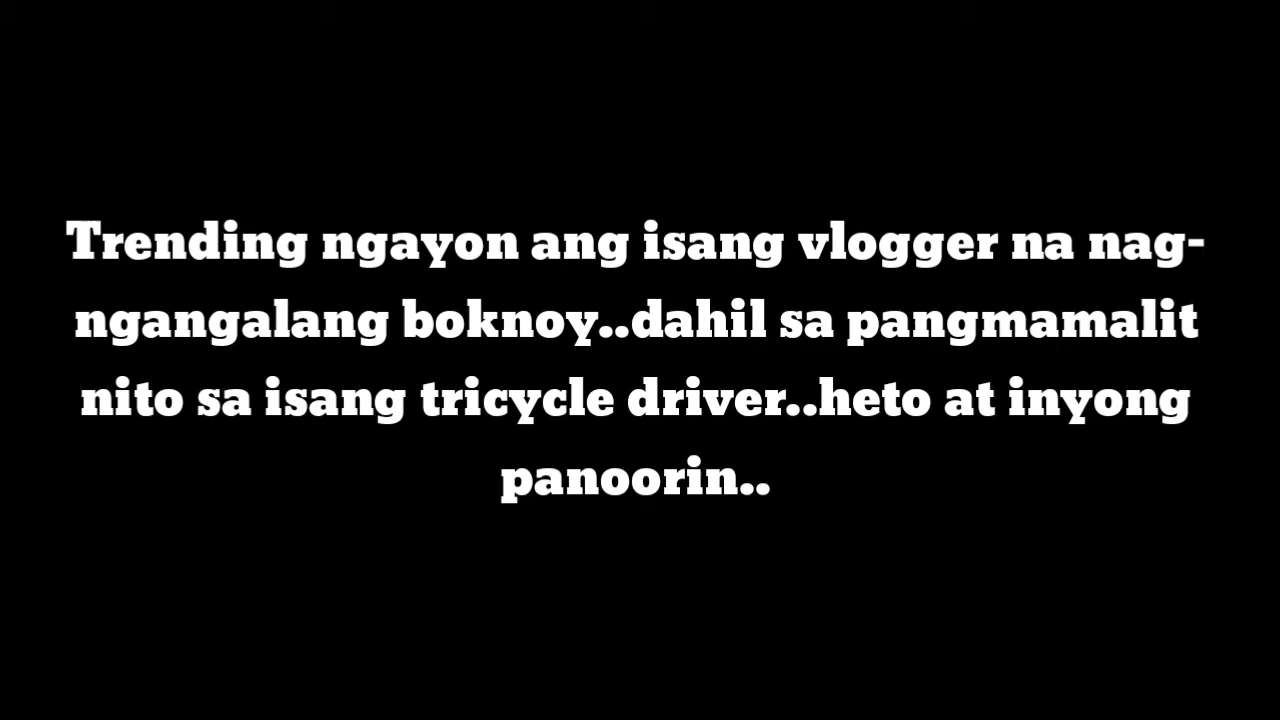 Trending ngayon ang isang vlogger na nag-
ngangalang boknoy..dahil sa pangmamalit
nito sa isang tricycle driver..heto at inyong
panoorin..